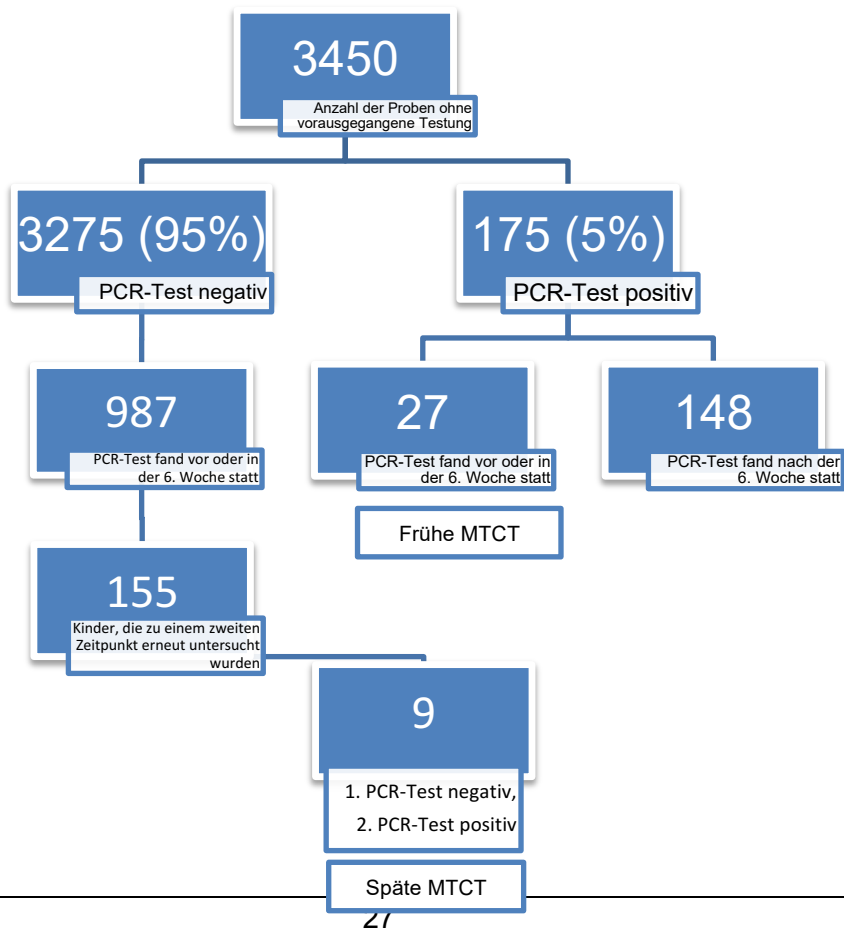 3450
Anzahl der Proben ohne
vorausgegangene Testung
3275 (95%)
PCR-Test negativ
175 (5%)
PCR-Test positiv
987
PCR-Test fand vor oder in
der 6. Woche statt
27
PCR-Test fand vor oder in
der 6. Woche statt
148
PCR-Test fand nach der
6. Woche statt
Frühe MTCT
155
Kinder, die zu einem zweiten
Zeitpunkt erneut untersucht
wurden
9
1. PCR-Test negativ,
2. PCR-Test positiv
Späte MTCT
27